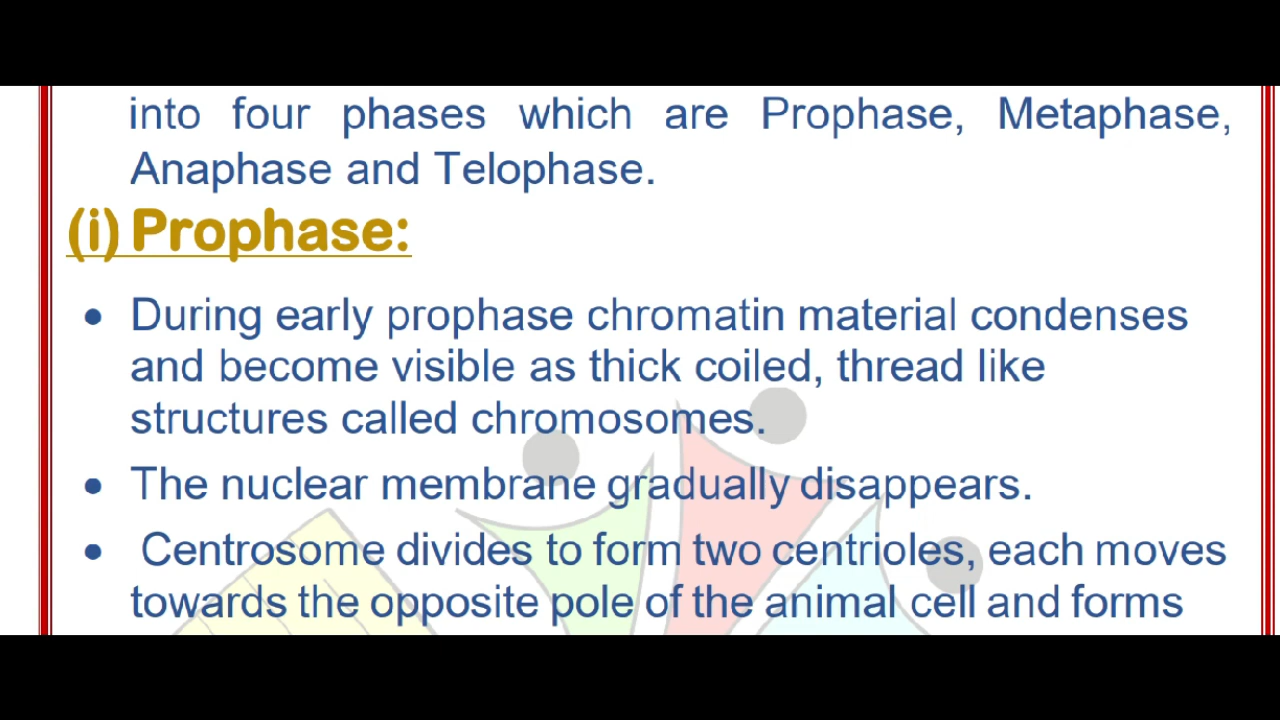 into four phases which are Prophase, Metaphase,
Anaphase and Telophase.
(i) Prophase:
• During early prophase chromatin material condenses
and become visible as thick coiled, thread like
structures called chromosomes.
• The nuclear membrane gradually disappears.
• Centrosome divides to form two centrioles, each moves
towards the opposite pole of the animal cell and forms